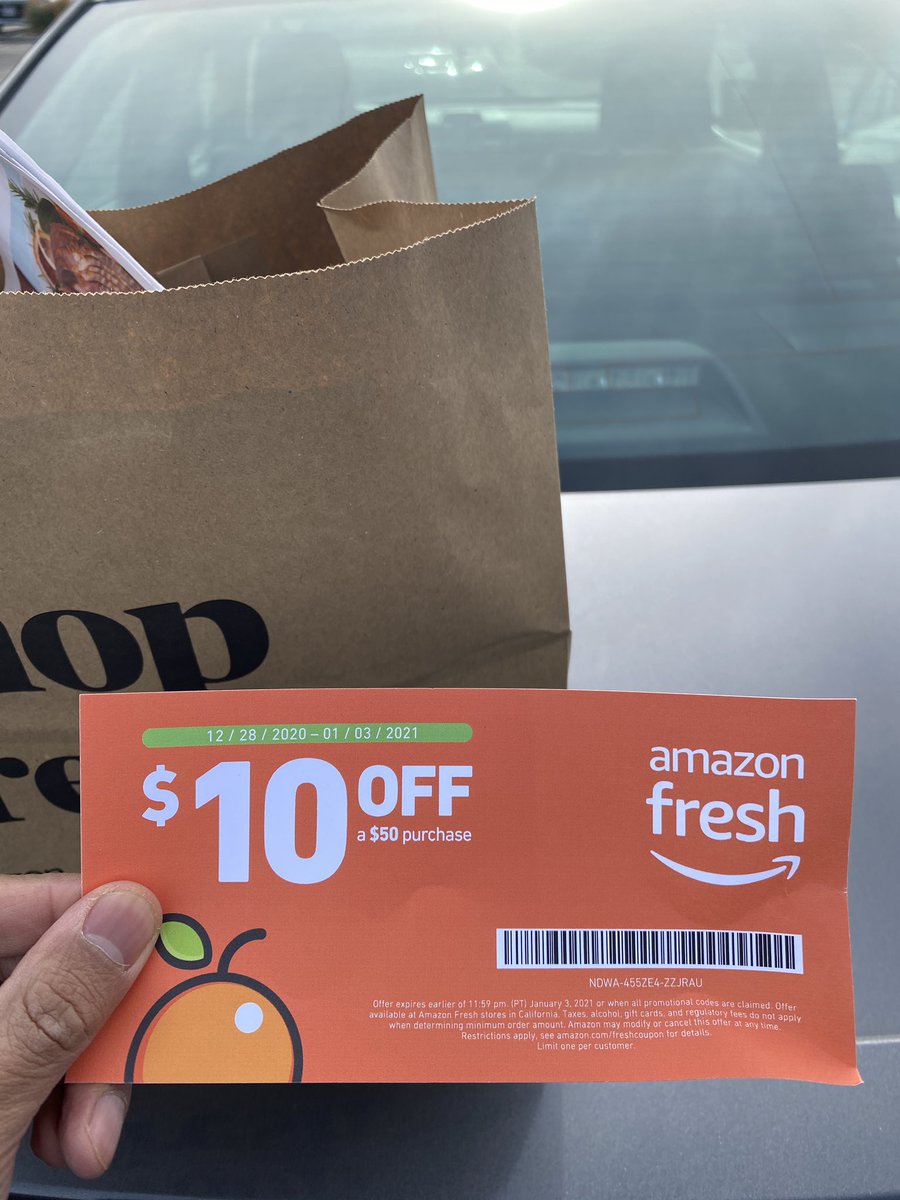 hop
re
12 / 28 / 2020 – 01 / 03 / 2021
$10 OFF
a $50 purchase
amazon
fresh
NDWA-455ZE4-ZZJRAU
Offer expires earlier of 11:59 pm. (PT) January 3, 2021 or when all promotional codes are claimed. Offer
available at Amazon Fresh stores in California. Taxes, alcohol, gift cards, and regulatory fees do not apply
when determining minimum order amount. Amazon may modify or cancel this offer at any time.
Restrictions apply, see amazon.com/freshcoupon for details.
Limit one per customer.